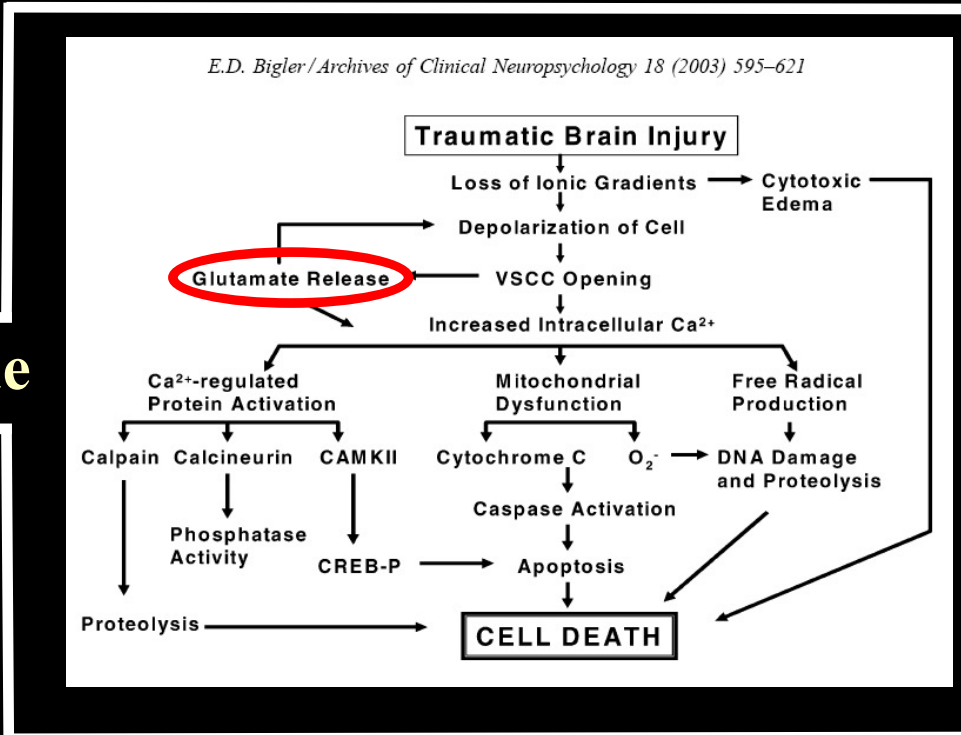 E.D. Bigler / Archives of Clinical Neuropsychology 18 (2003) 595–621
Traumatic Brain Injury
Loss of Ionic Gradients
Cytotoxic
Edema
Depolarization of Cell
Glutamate Release
VSCC Opening
Increased Intracellular Ca²⁺
Ca²⁺-regulated
Protein Activation
Mitochondrial
Dysfunction
Free Radical
Production
Calpain
Calcineurin
CAMKII
Cytochrome C
O₂⁻
DNA Damage
and Proteolysis
Caspase Activation
Phosphatase
Activity
CREB-P
Apoptosis
Proteolysis
CELL DEATH